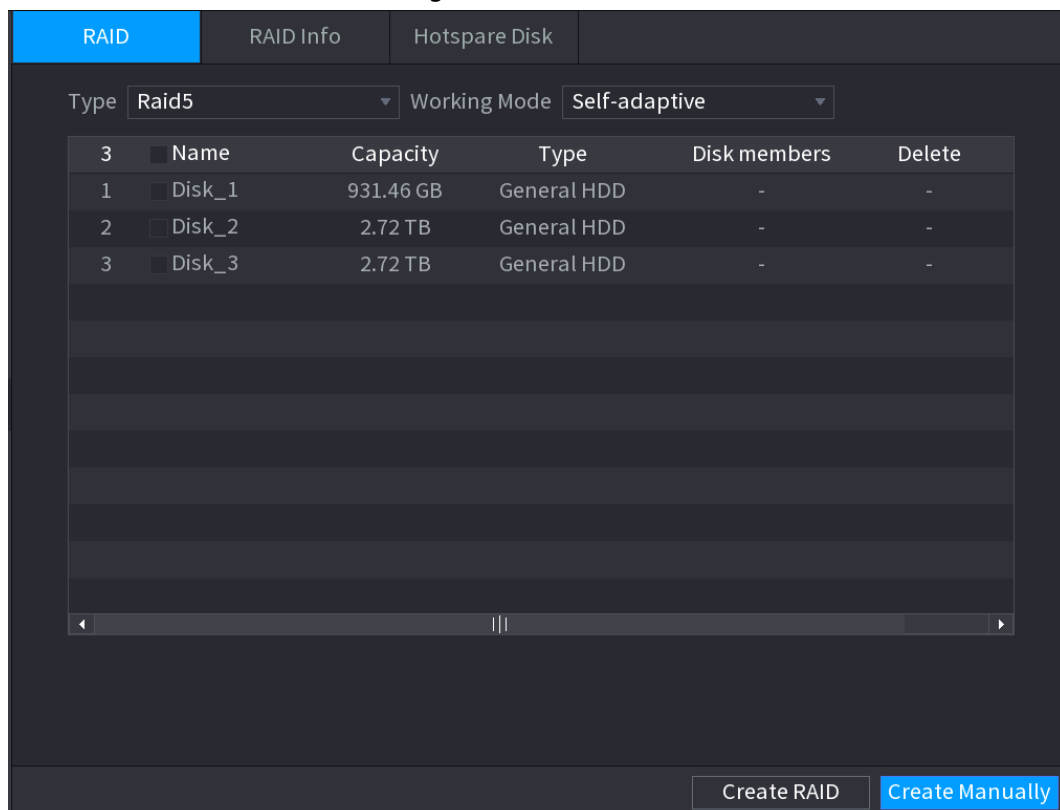 RAID RAID Info Hotspare Disk
Type Raid5 Working Mode Self-adaptive
3 Name Capacity Type Disk members Delete
1 Disk_1 931.46 GB General HDD - -
2 Disk_2 2.72 TB General HDD - -
3 Disk_3 2.72 TB General HDD - -
Create RAID Create Manually